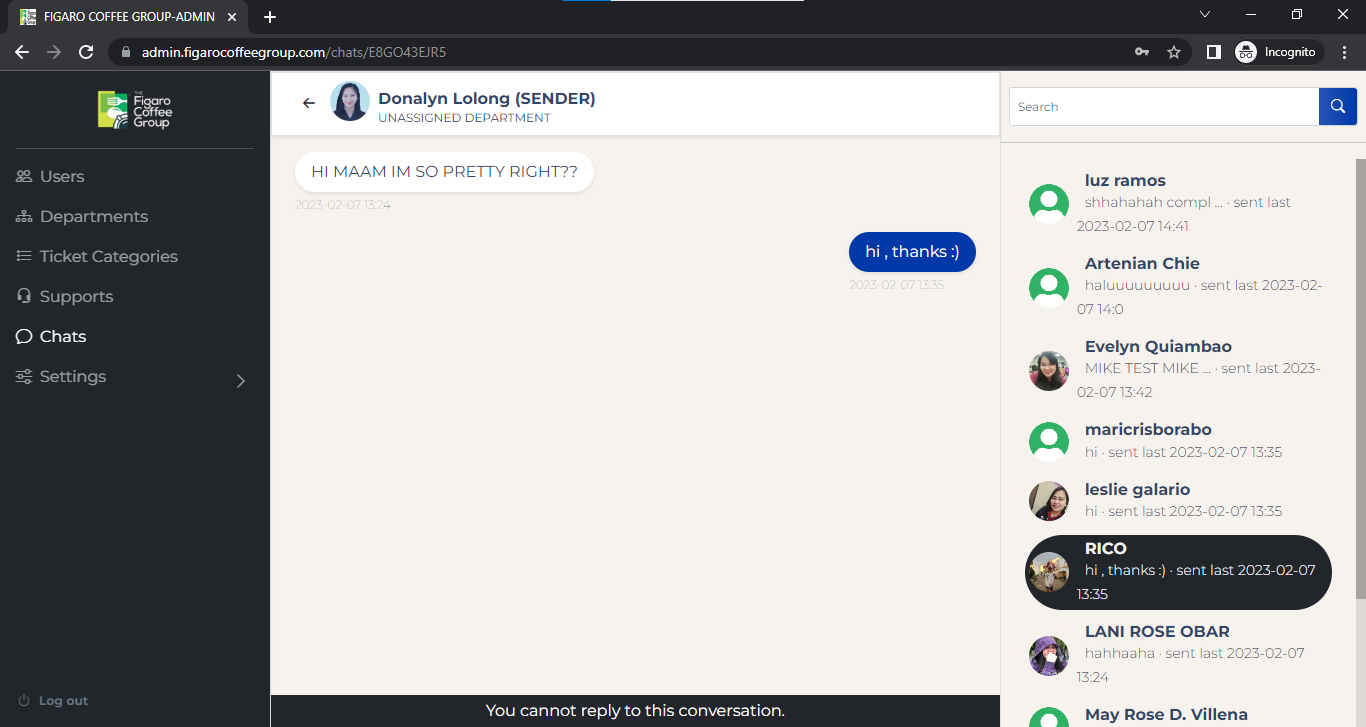 FIGARO COFFEE GROUP-ADMIN
admin.figarocoffeegroup.com/chats/E8GO43EJR5
Incognito
THE
Figaro
Coffee
Group
Users
Departments
Ticket Categories
Supports
Chats
Settings
Log out
Donalyn Lolong (SENDER)
UNASSIGNED DEPARTMENT
HI MAAM IM SO PRETTY RIGHT??
2023-02-07 13:24
hi , thanks :)
2023-02-07 13:35
You cannot reply to this conversation.
Search
luz ramos
shhahahah compl ... · sent last
2023-02-07 14:41
Artenian Chie
haluuuuuuuuu · sent last 2023-02-
07 14:0
Evelyn Quiambao
MIKE TEST MIKE ... · sent last 2023-
02-07 13:42
maricrisborabo
hi · sent last 2023-02-07 13:35
leslie galario
hi · sent last 2023-02-07 13:35
RICO
hi , thanks :) · sent last 2023-02-07
13:35
LANI ROSE OBAR
hahhaaha · sent last 2023-02-07
13:24
May Rose D. Villena